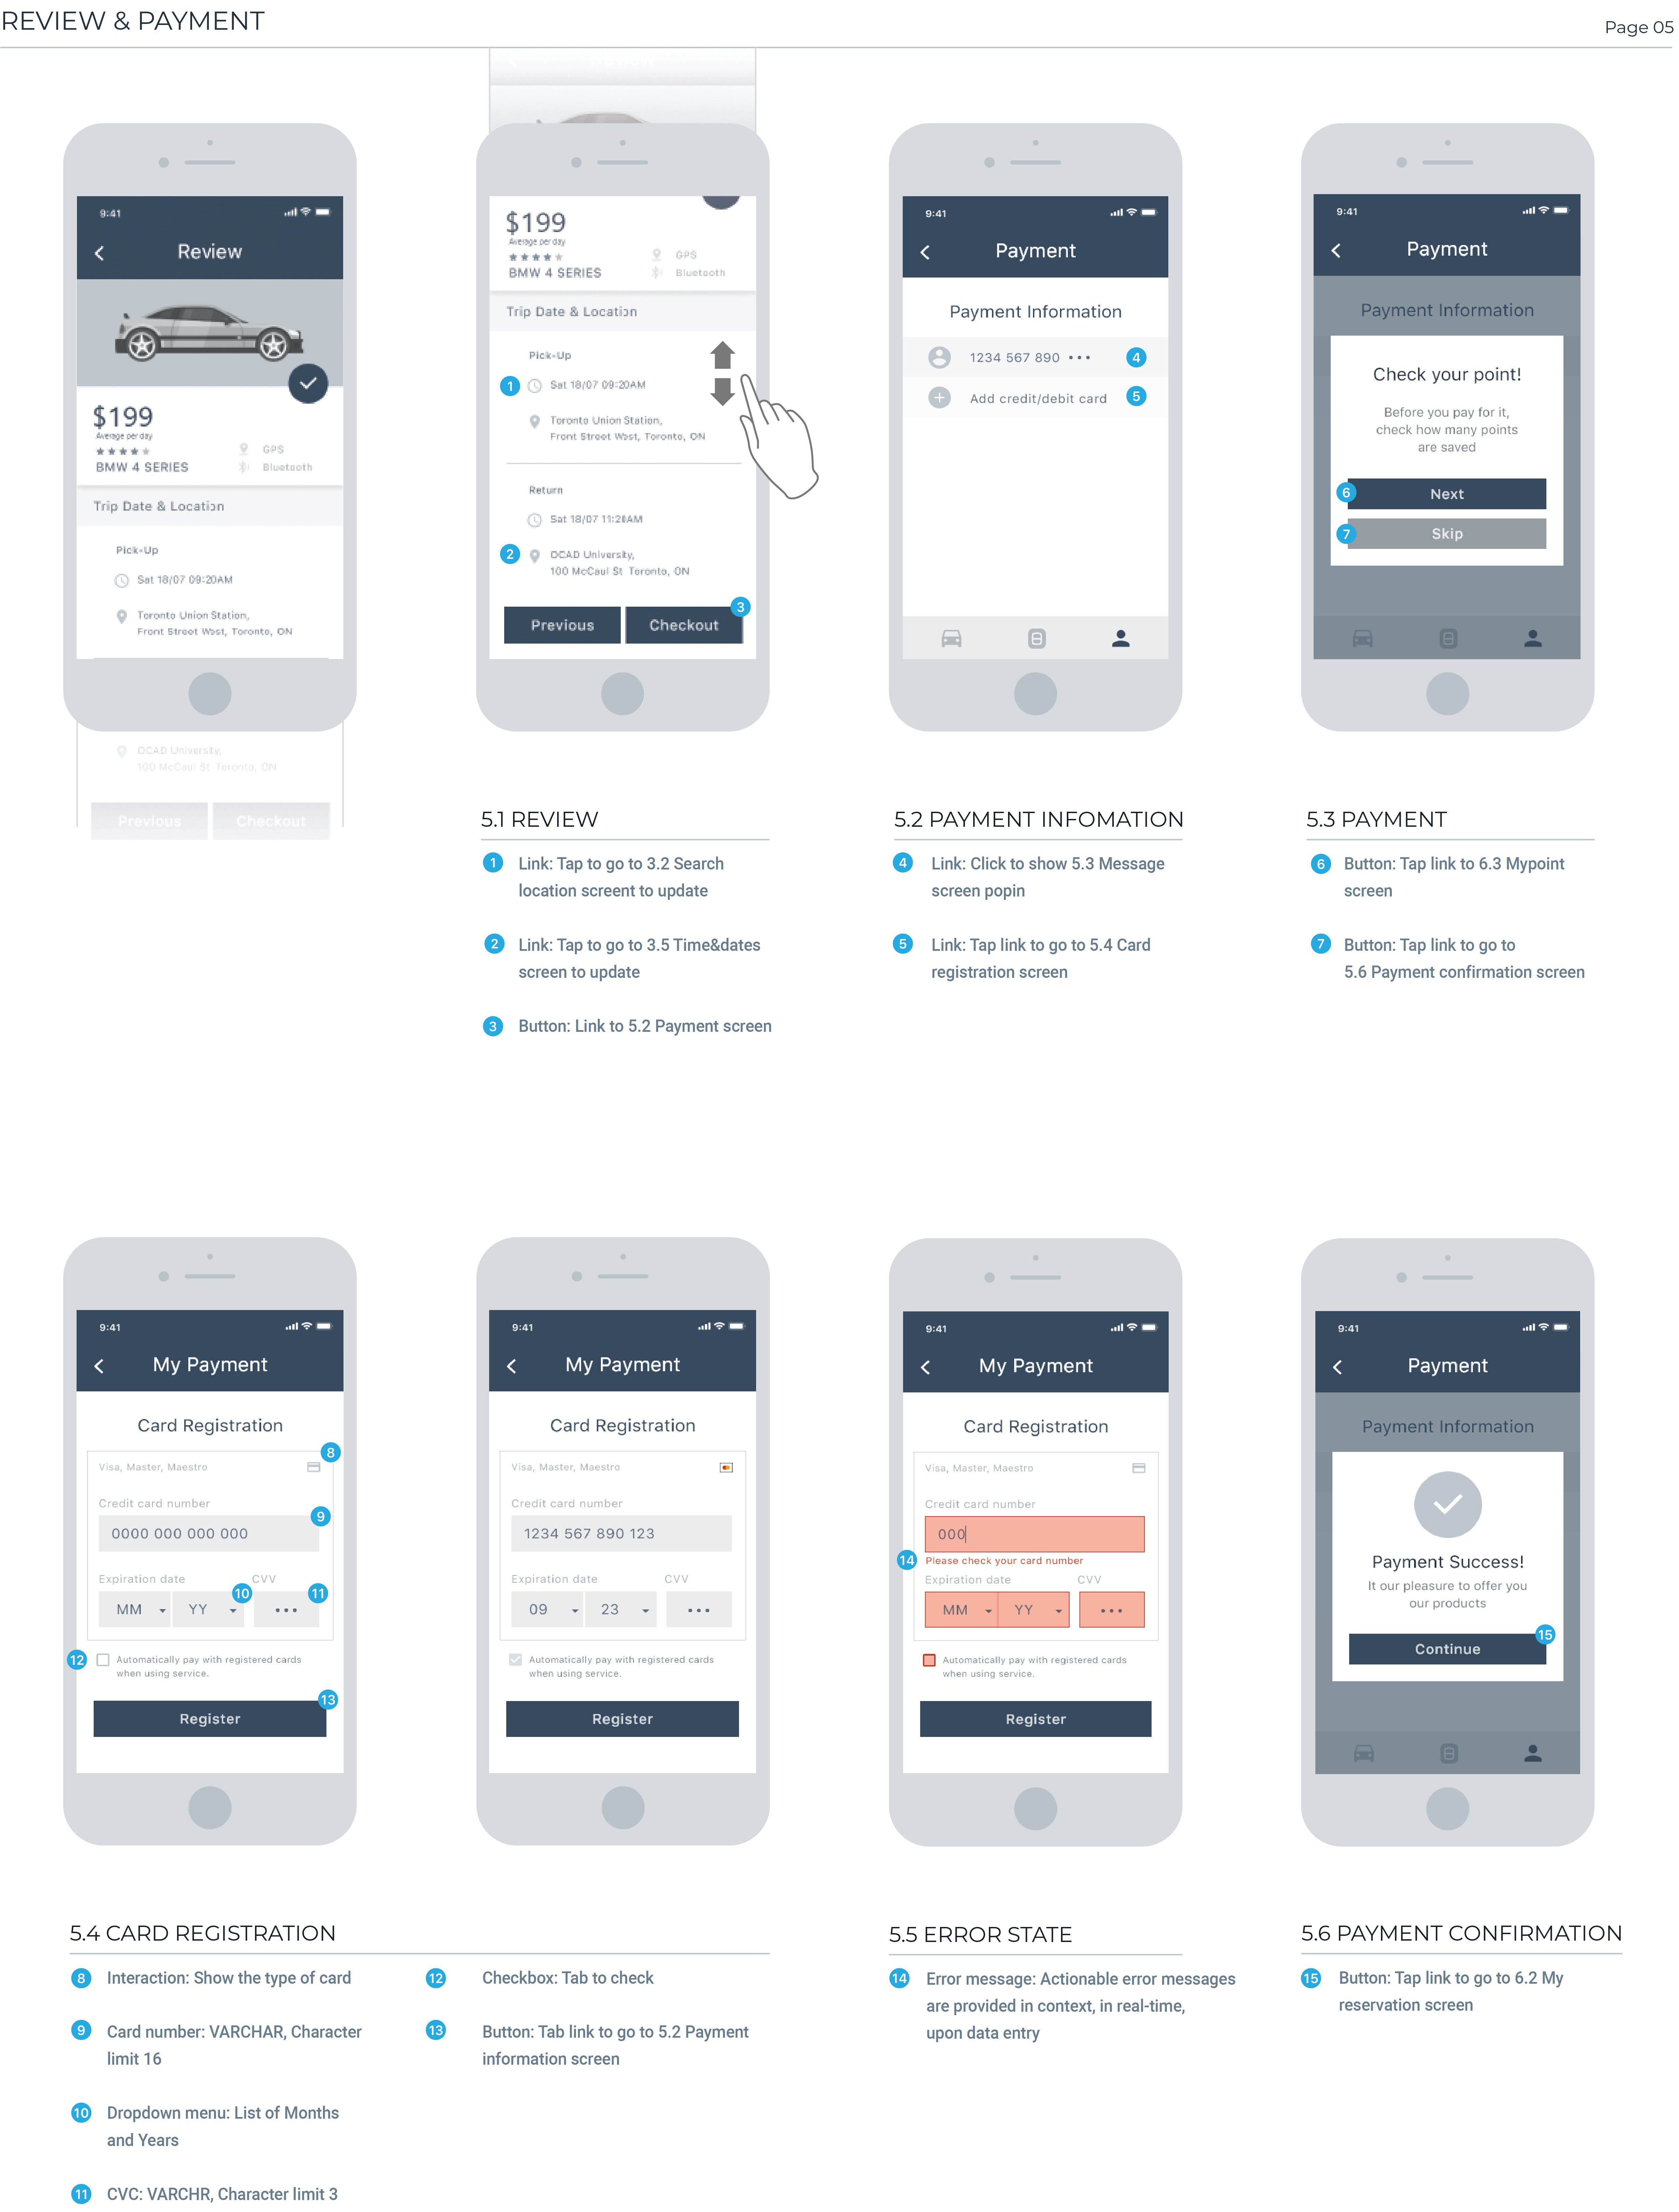 REVIEW & PAYMENT
Page 05
9:41
Review
$199
Average per day
BMW 4 SERIES
GPS
Bluetooth
Trip Date & Location
Pick-Up
Sat 18/07 09:20AM
Toronto Union Station,
Front Street West, Toronto, ON
OCAD University,
100 McCaul St Toronto, ON
Previous
Checkout
$199
Average per day
BMW 4 SERIES
GPS
Bluetooth
Trip Date & Location
Pick-Up
1
Sat 18/07 09:20AM
Toronto Union Station,
Front Street West, Toronto, ON
Return
Sat 18/07 11:20AM
2
OCAD University,
100 McCaul St Toronto, ON
3
Previous
Checkout
9:41
Payment
Payment Information
1234 567 890 •••
4
Add credit/debit card
5
9:41
Payment
Payment Information
Check your point!
Before you pay for it,
check how many points
are saved
6
Next
7
Skip
5.1 REVIEW
1 Link: Tap to go to 3.2 Search
location screent to update
2 Link: Tap to go to 3.5 Time&dates
screen to update
3 Button: Link to 5.2 Payment screen
5.2 PAYMENT INFOMATION
4 Link: Click to show 5.3 Message
screen popin
5 Link: Tap link to go to 5.4 Card
registration screen
5.3 PAYMENT
6 Button: Tap link to 6.3 Mypoint
screen
7 Button: Tap link to go to
5.6 Payment confirmation screen
9:41
My Payment
Card Registration
8
Visa, Master, Maestro
Credit card number
9
0000 000 000 000
Expiration date
CVV
10
11
MM
YY
•••
12
Automatically pay with registered cards
when using service.
13
Register
9:41
My Payment
Card Registration
Visa, Master, Maestro
Credit card number
1234 567 890 123
Expiration date
CVV
09
23
•••
Automatically pay with registered cards
when using service.
Register
9:41
My Payment
Card Registration
Visa, Master, Maestro
Credit card number
000
14
Please check your card number
Expiration date
CVV
MM
YY
•••
Automatically pay with registered cards
when using service.
Register
9:41
Payment
Payment Information
Payment Success!
It our pleasure to offer you
our products
15
Continue
5.4 CARD REGISTRATION
8 Interaction: Show the type of card
9 Card number: VARCHAR, Character
limit 16
10 Dropdown menu: List of Months
and Years
11 CVC: VARCHR, Character limit 3
12 Checkbox: Tab to check
13 Button: Tab link to go to 5.2 Payment
information screen
5.5 ERROR STATE
14 Error message: Actionable error messages
are provided in context, in real-time,
upon data entry
5.6 PAYMENT CONFIRMATION
15 Button: Tap link to go to 6.2 My
reservation screen